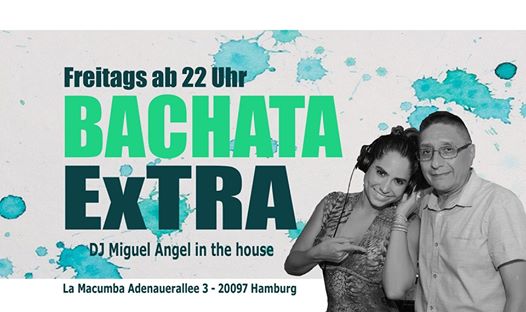 Freitags ab 22 Uhr
BACHATA
ExTRA
DJ Miguel Angel in the house
La Macumba Adenauerallee 3 - 20097 Hamburg